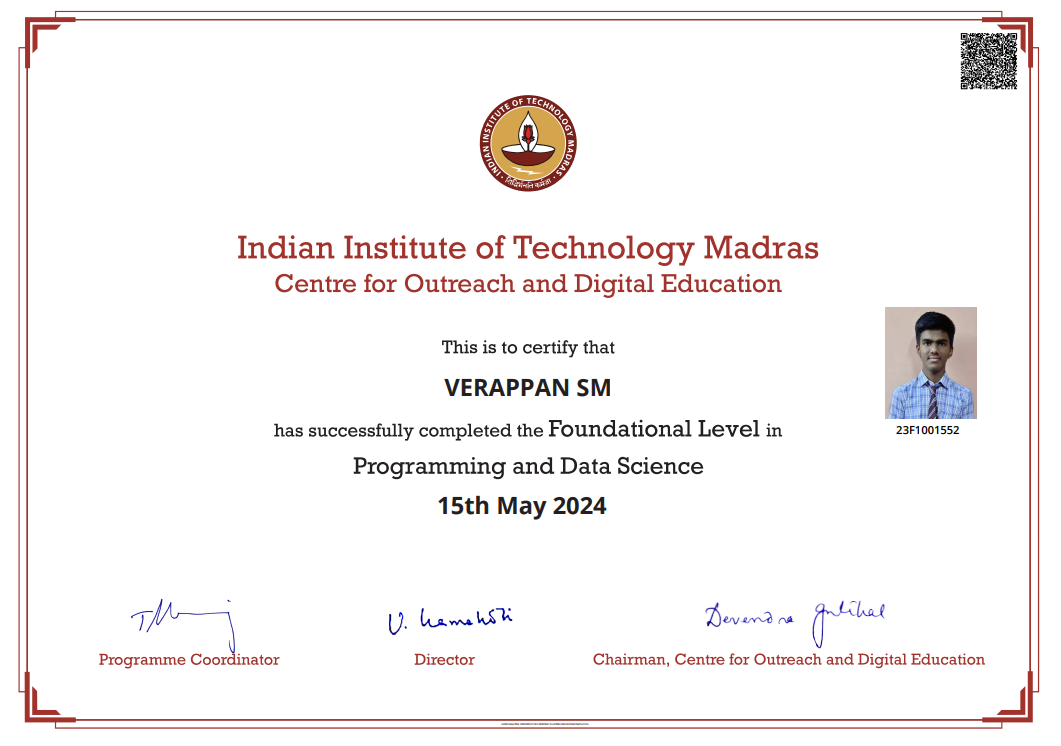 INDIAN INSTITUTE OF TECHNOLOGY MADRAS
सिद्धिर्भवति कर्मजा
Indian Institute of Technology Madras
Centre for Outreach and Digital Education
This is to certify that
VERAPPAN SM
has successfully completed the Foundational Level in
23F1001552
Programming and Data Science
15th May 2024
V. Kamakoti
Devendra Jalihal
Programme Coordinator
Director
Chairman, Centre for Outreach and Digital Education